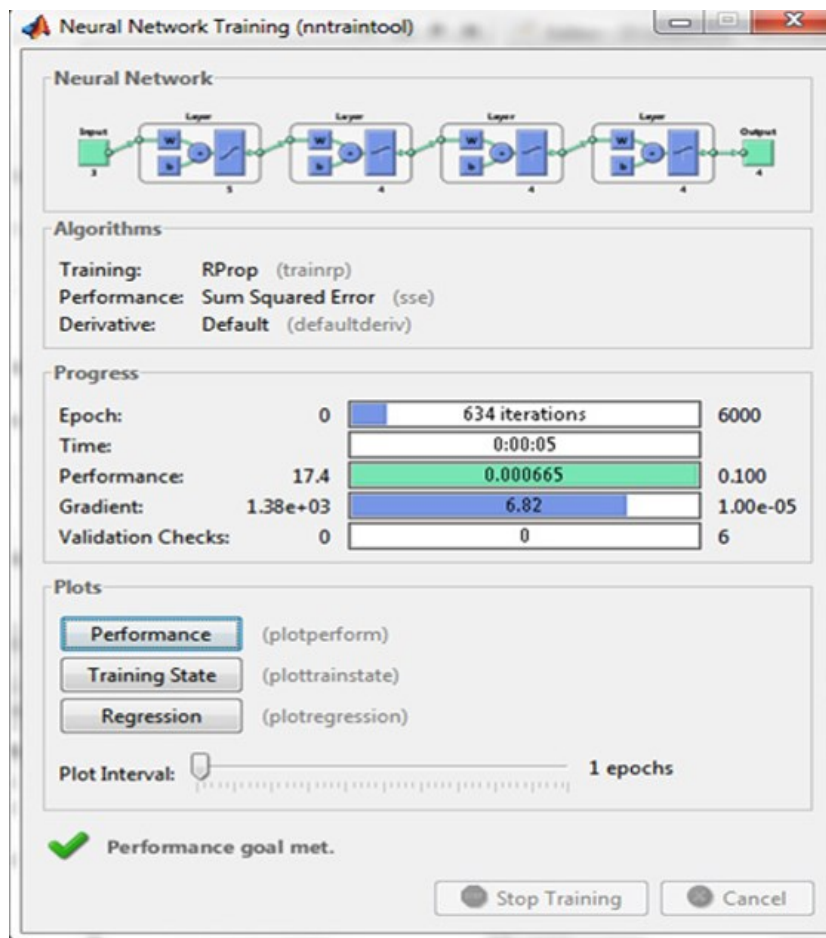 Neural Network Training (nntraintool)
Neural Network
Input Layer Layer Layer Layer Output
W W W W
b b b b
3 5 4 4 4 4
Algorithms
Training: RProp (trainrp)
Performance: Sum Squared Error (sse)
Derivative: Default (defaultderiv)
Progress
Epoch: 0 634 iterations 6000
Time: 0:00:05
Performance: 17.4 0.000665 0.100
Gradient: 1.38e+03 6.82 1.00e-05
Validation Checks: 0 0 6
Plots
Performance (plotperform)
Training State (plottrainstate)
Regression (plotregression)
Plot Interval: 1 epochs
Performance goal met.
Stop Training Cancel